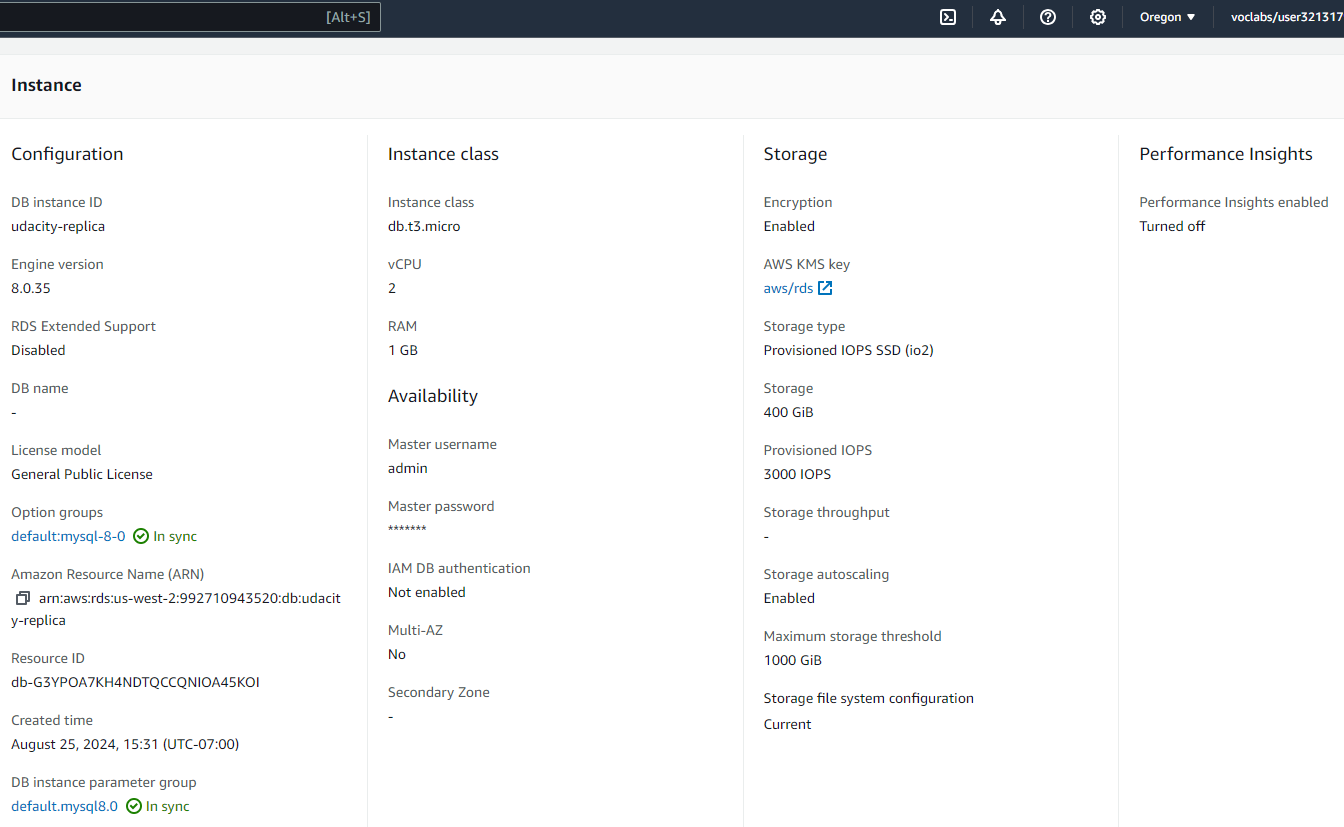 [Alt+S]
Oregon
voclabs/user321317
Instance
Configuration
DB instance ID
udacity-replica
Engine version
8.0.35
RDS Extended Support
Disabled
DB name
-
License model
General Public License
Option groups
default:mysql-8-0 In sync
Amazon Resource Name (ARN)
arn:aws:rds:us-west-2:992710943520:db:udacit
y-replica
Resource ID
db-G3YPOA7KH4NDTQCCQNIOA45KOI
Created time
August 25, 2024, 15:31 (UTC-07:00)
DB instance parameter group
default.mysql8.0 In sync
Instance class
Instance class
db.t3.micro
vCPU
2
RAM
1 GB
Availability
Master username
admin
Master password
*******
IAM DB authentication
Not enabled
Multi-AZ
No
Secondary Zone
-
Storage
Encryption
Enabled
AWS KMS key
aws/rds
Storage type
Provisioned IOPS SSD (io2)
Storage
400 GiB
Provisioned IOPS
3000 IOPS
Storage throughput
-
Storage autoscaling
Enabled
Maximum storage threshold
1000 GiB
Storage file system configuration
Current
Performance Insights
Performance Insights enabled
Turned off